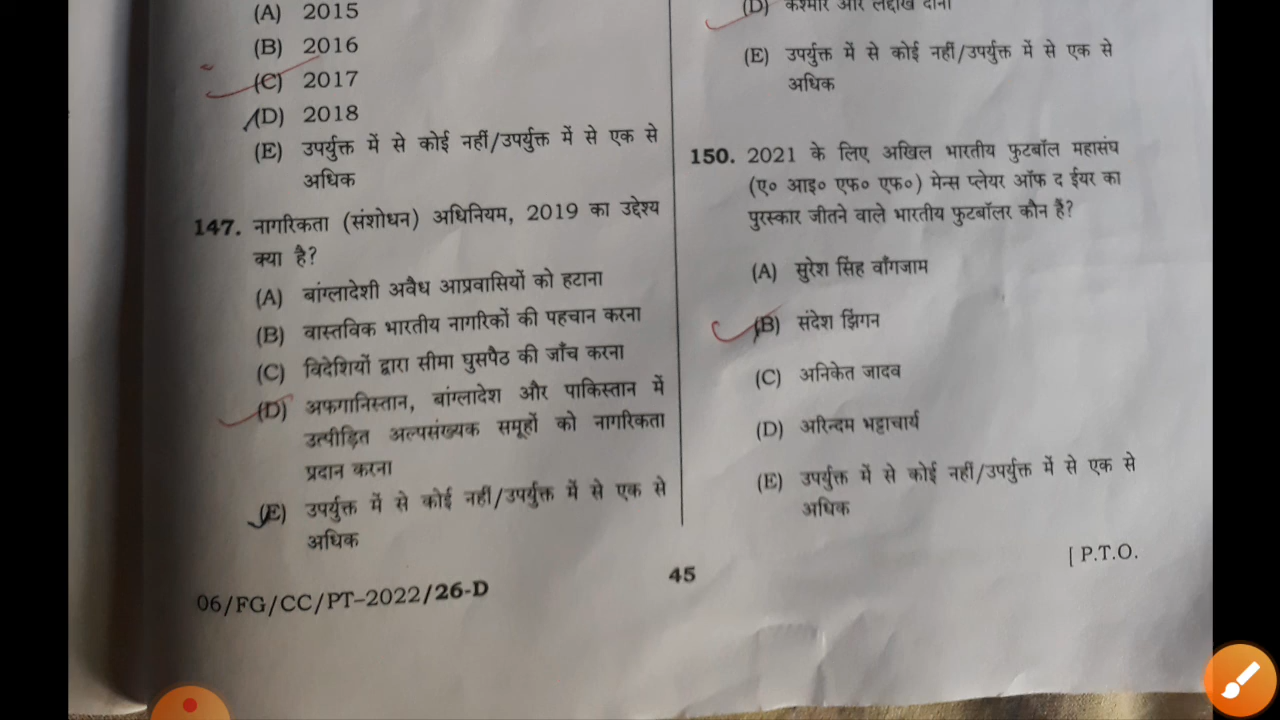 (A) 2015
(B) 2016
(C) 2017
(D) 2018
(E) उपर्युक्त में से कोई नहीं/उपर्युक्त में से एक से
अधिक
147. नागरिकता (संशोधन) अधिनियम, 2019 का उद्देश्य
क्या है?
(A) बांग्लादेशी अवैध आप्रवासियों को हटाना
(B) वास्तविक भारतीय नागरिकों की पहचान करना
(C) विदेशियों द्वारा सीमा घुसपैठ की जाँच करना
(D) अफगानिस्तान, बांग्लादेश और पाकिस्तान में
उत्पीड़ित अल्पसंख्यक समूहों को नागरिकता
प्रदान करना
(E) उपर्युक्त में से कोई नहीं/उपर्युक्त में से एक से
अधिक
(D) कश्मीर और लद्दाख दोनों
(E) उपर्युक्त में से कोई नहीं/उपर्युक्त में से एक से
अधिक
150. 2021 के लिए अखिल भारतीय फुटबॉल महासंघ
(ए० आइ० एफ० एफ०) मेन्स प्लेयर ऑफ द ईयर का
पुरस्कार जीतने वाले भारतीय फुटबॉलर कौन हैं?
(A) सुरेश सिंह वाँगजाम
(B) संदेश झिंगन
(C) अनिकेत जादव
(D) अरिन्दम भट्टाचार्य
(E) उपर्युक्त में से कोई नहीं/उपर्युक्त में से एक से
अधिक
06/FG/CC/PT–2022/26-D
45
[ P.T.O.